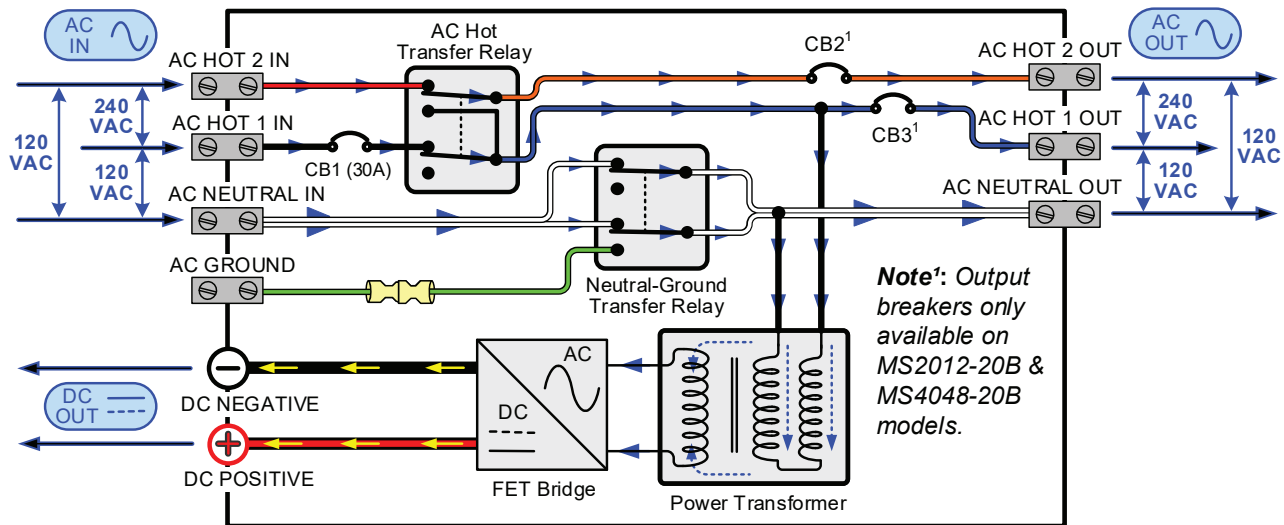 AC
IN
AC Hot
Transfer Relay
CB2¹
AC
OUT
AC HOT 2 IN
AC HOT 2 OUT
240
VAC
240
VAC
AC HOT 1 IN
AC HOT 1 OUT
120
VAC
120
VAC
CB1 (30A)
CB3¹
120
VAC
120
VAC
AC NEUTRAL IN
AC NEUTRAL OUT
AC GROUND
Neutral-Ground
Transfer Relay
Note¹: Output
breakers only
available on
MS2012-20B &
MS4048-20B
models.
DC NEGATIVE
DC
OUT
DC POSITIVE
AC
DC
FET Bridge
Power Transformer